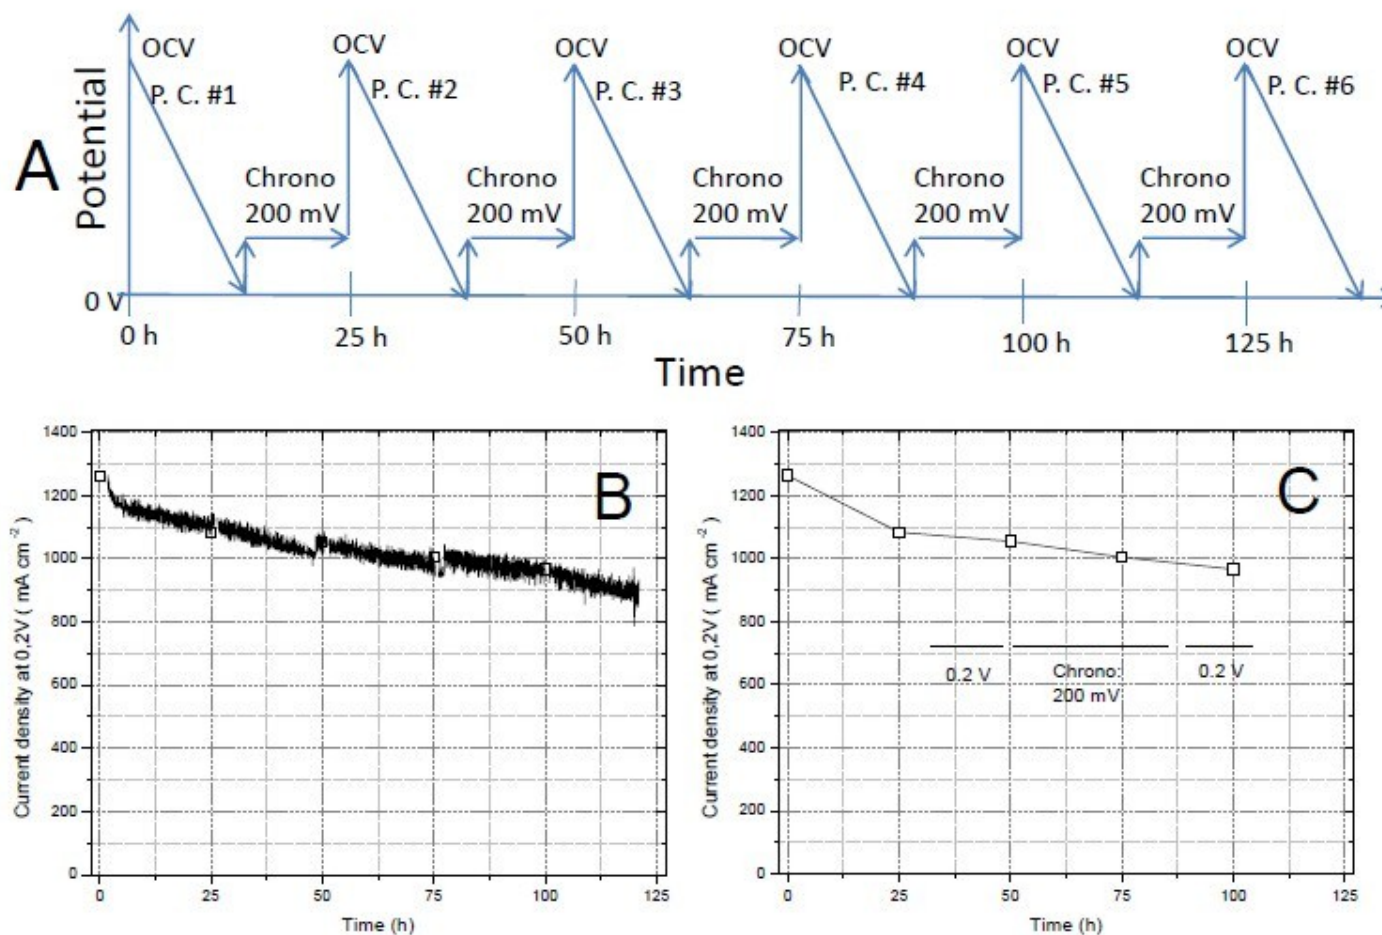 A
Potential
OCV
OCV
OCV
OCV
OCV
OCV
P. C. #1
P. C. #2
P. C. #3
P. C. #4
P. C. #5
P. C. #6
Chrono
200 mV
Chrono
200 mV
Chrono
200 mV
Chrono
200 mV
Chrono
200 mV
0 V
0 h
25 h
50 h
75 h
100 h
125 h
Time
B
Current density at 0,2V ( mA cm⁻² )
1400
1200
1000
800
600
400
200
0
0
25
50
75
100
125
Time (h)
C
Current density at 0,2V ( mA cm⁻² )
1400
1200
1000
800
600
400
200
0
0.2 V
Chrono:
200 mV
0.2 V
0
25
50
75
100
125
Time (h)